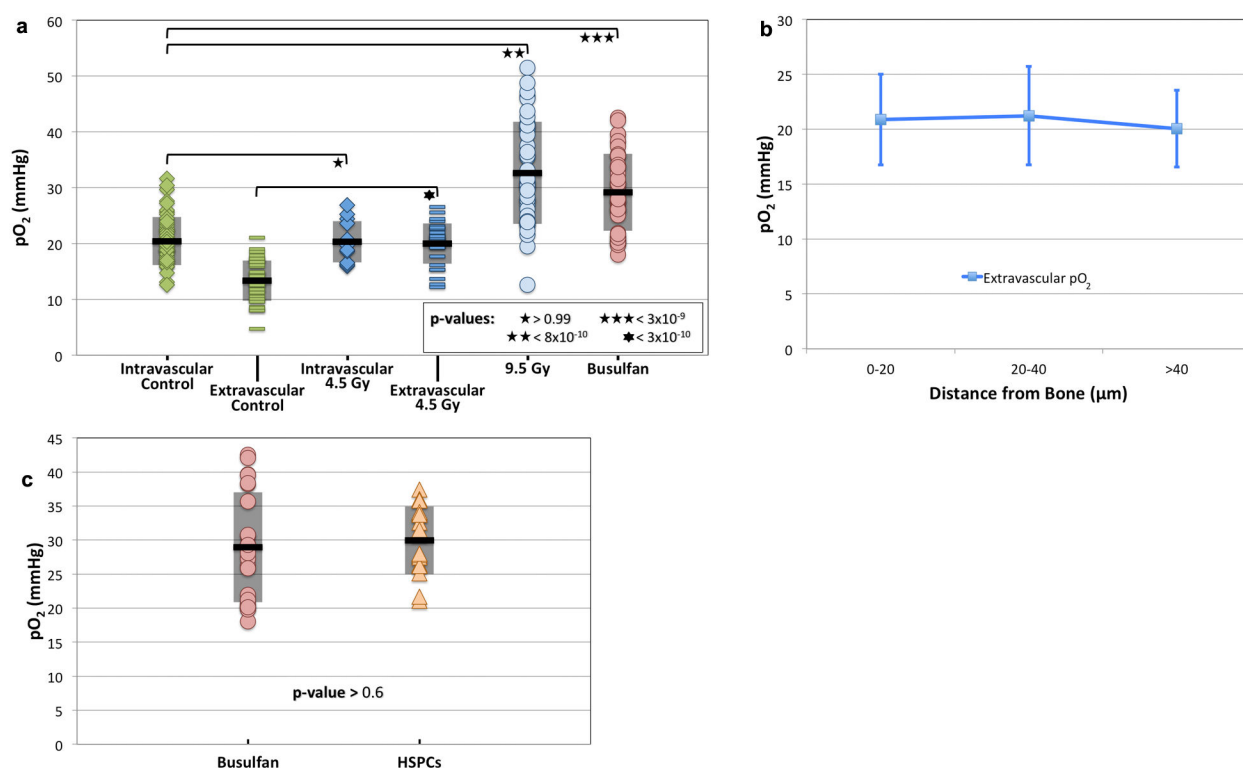 a
60
50
40
30
20
10
0
pO₂ (mmHg)
★★★
★★
★
✶
p-values:
★> 0.99
★★★< 3x10⁻⁹
★★< 8x10⁻¹⁰
✶< 3x10⁻¹⁰
Intravascular
Control
Extravascular
Control
Intravascular
4.5 Gy
Extravascular
4.5 Gy
9.5 Gy
Busulfan
b
30
25
20
15
10
5
0
pO₂ (mmHg)
Extravascular pO₂
0-20
20-40
>40
Distance from Bone (µm)
c
45
40
35
30
25
20
15
10
5
0
pO₂ (mmHg)
p-value > 0.6
Busulfan
HSPCs